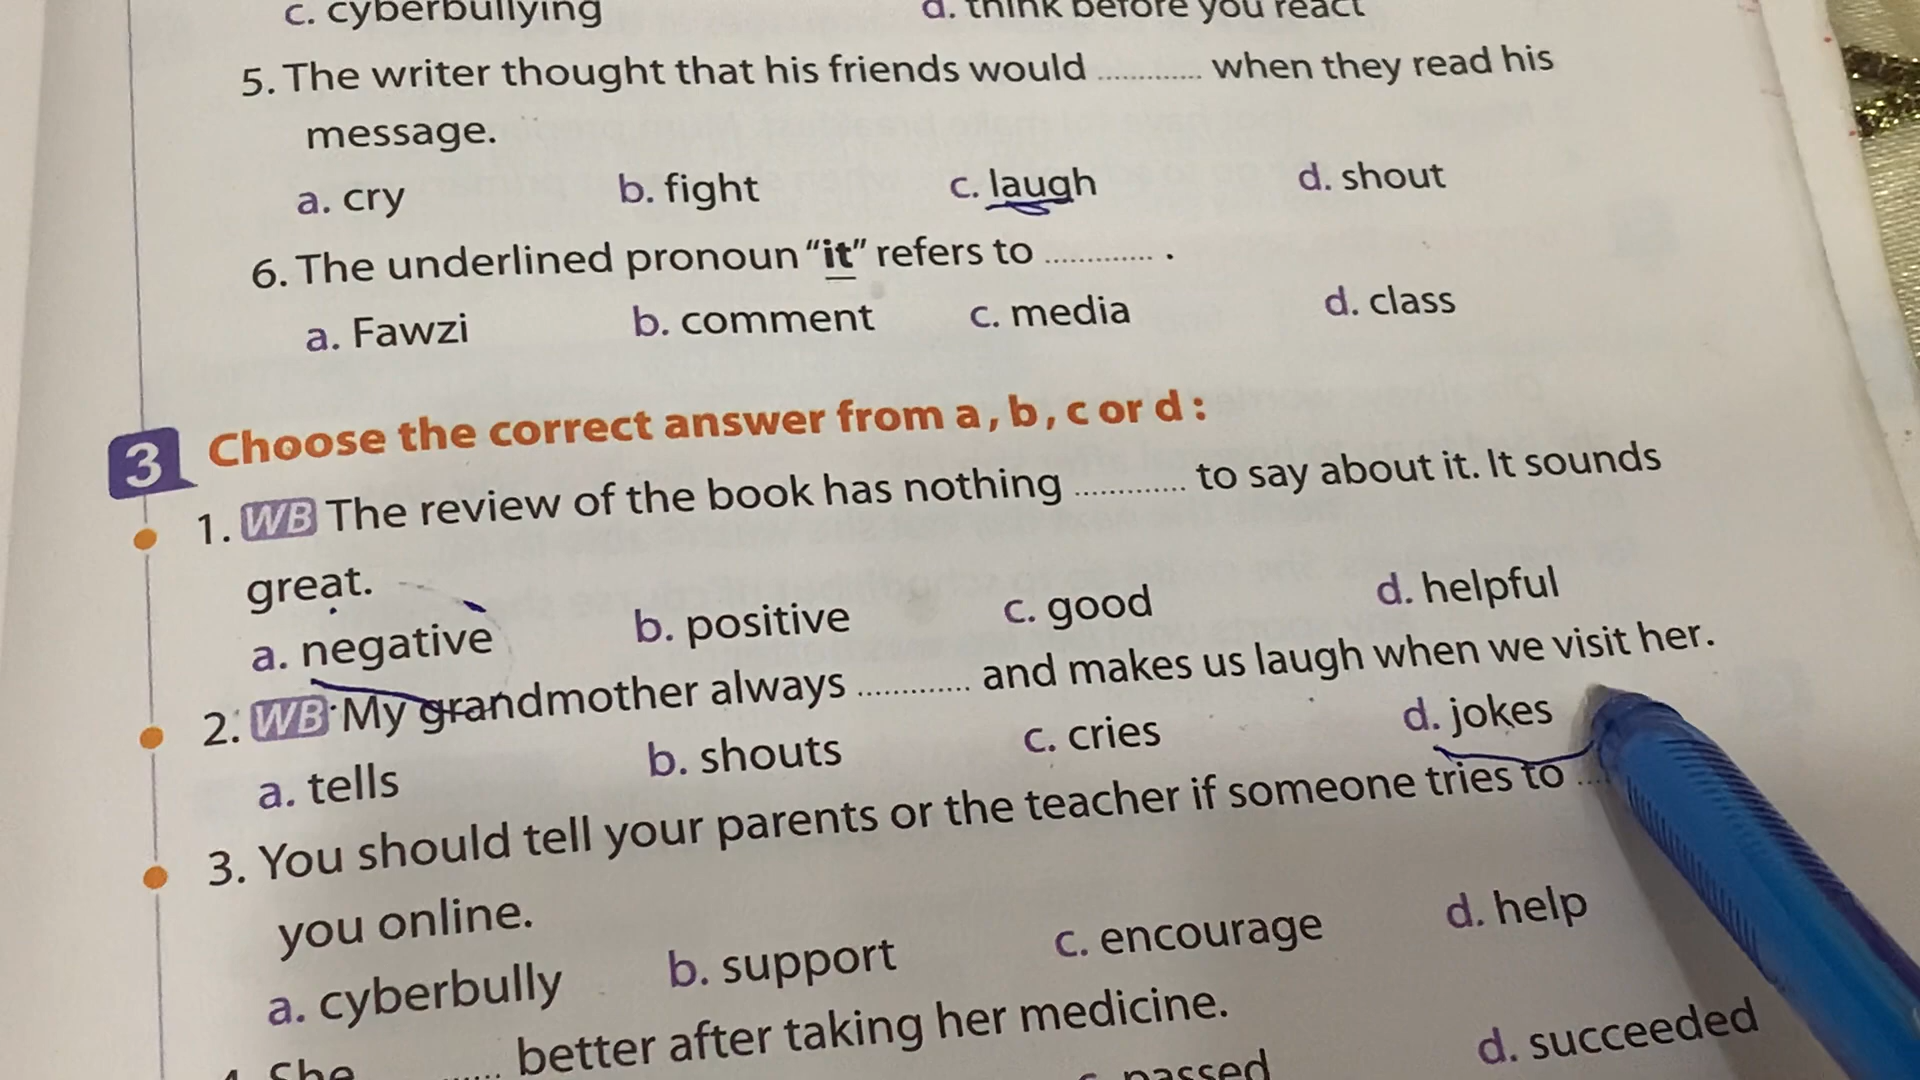 c. cyberbullying d. think before you react
5. The writer thought that his friends would ............ when they read his
message.
a. cry b. fight c. laugh d. shout
6. The underlined pronoun “it” refers to ............ .
a. Fawzi b. comment c. media d. class
3 Choose the correct answer from a , b , c or d :
1. WB The review of the book has nothing ............ to say about it. It sounds
great.
a. negative b. positive c. good d. helpful
2. WB My grandmother always ............ and makes us laugh when we visit her.
a. tells b. shouts c. cries d. jokes
3. You should tell your parents or the teacher if someone tries to ...
you online.
a. cyberbully b. support c. encourage d. help
4. She ...... better after taking her medicine.
c. passed d. succeeded